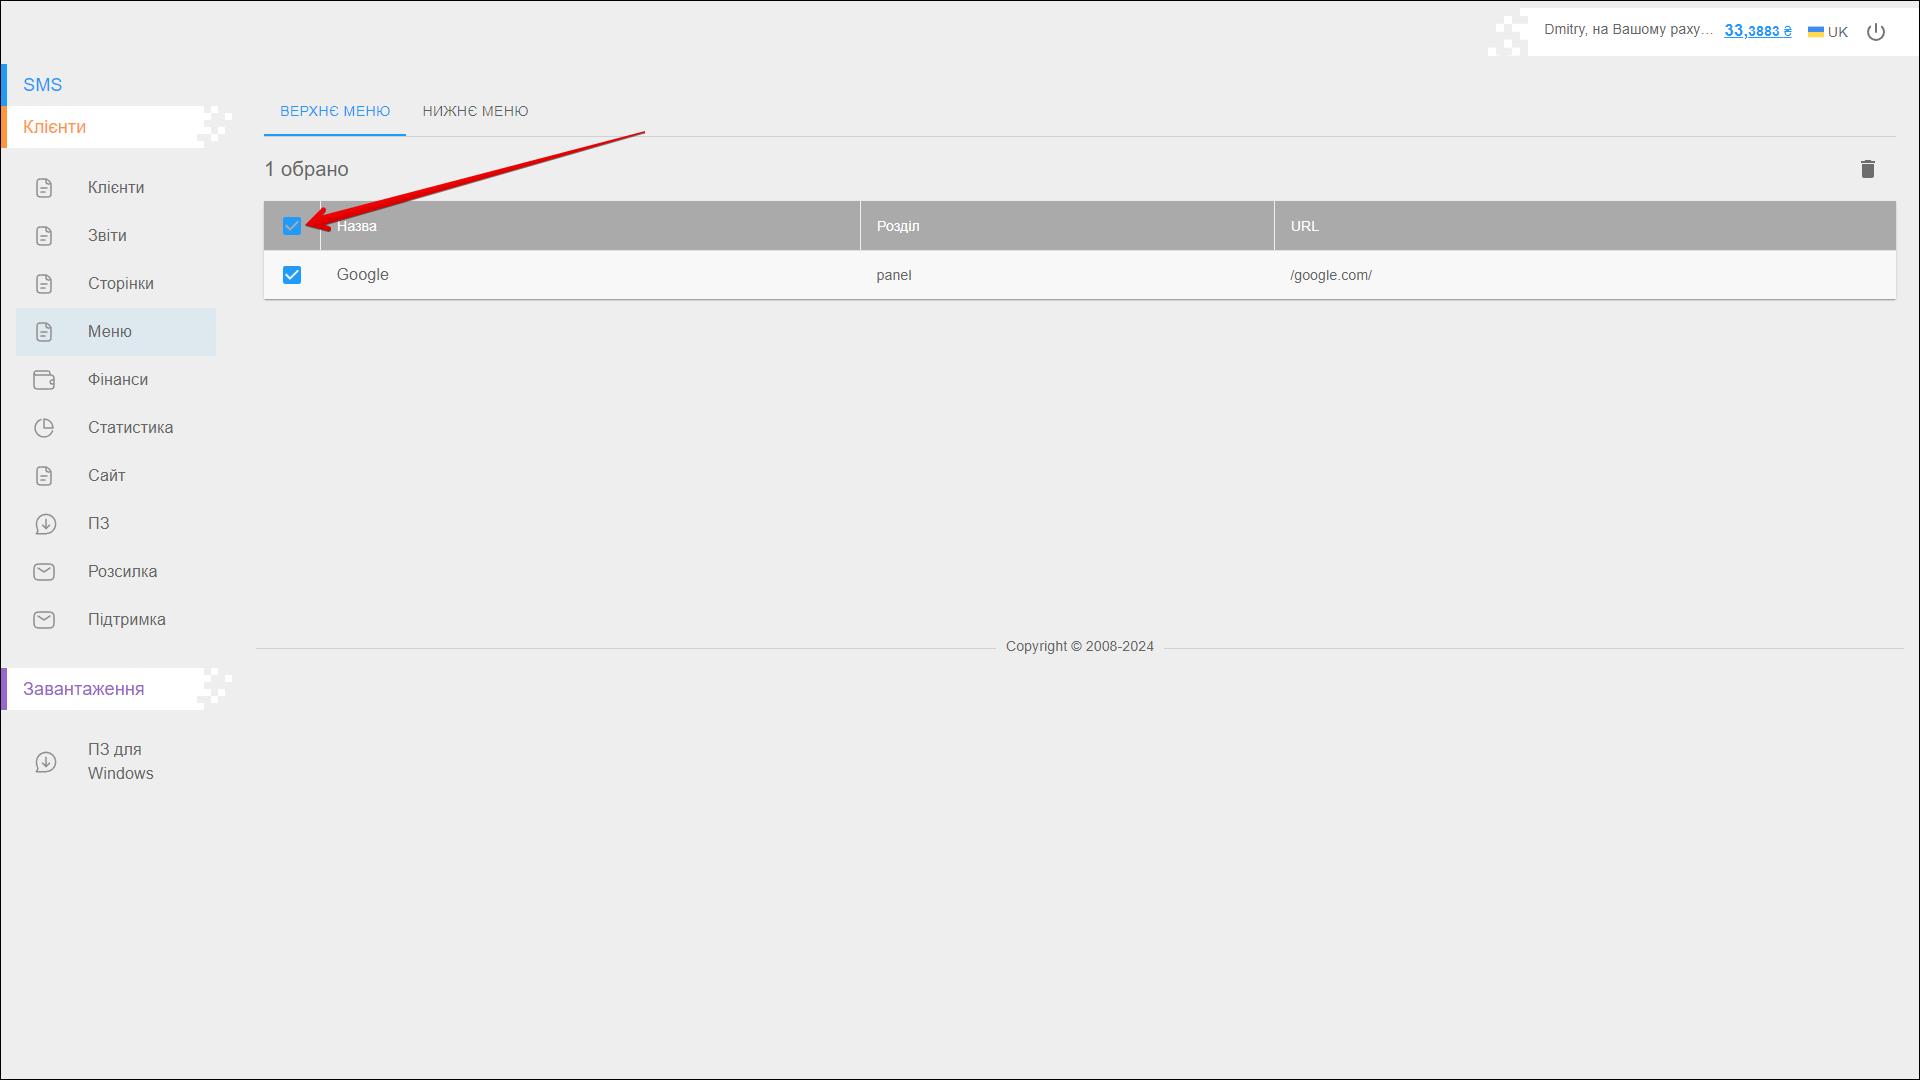 Dmitry, на Вашому раху... 33,3883 ₴ UK
SMS
Клієнти
Клієнти
Звіти
Сторінки
Меню
Фінанси
Статистика
Сайт
ПЗ
Розсилка
Підтримка
Завантаження
ПЗ для
Windows
ВЕРХНЄ МЕНЮ НИЖНЄ МЕНЮ
1 обрано
Назва Розділ URL
Google panel /google.com/
Copyright © 2008-2024